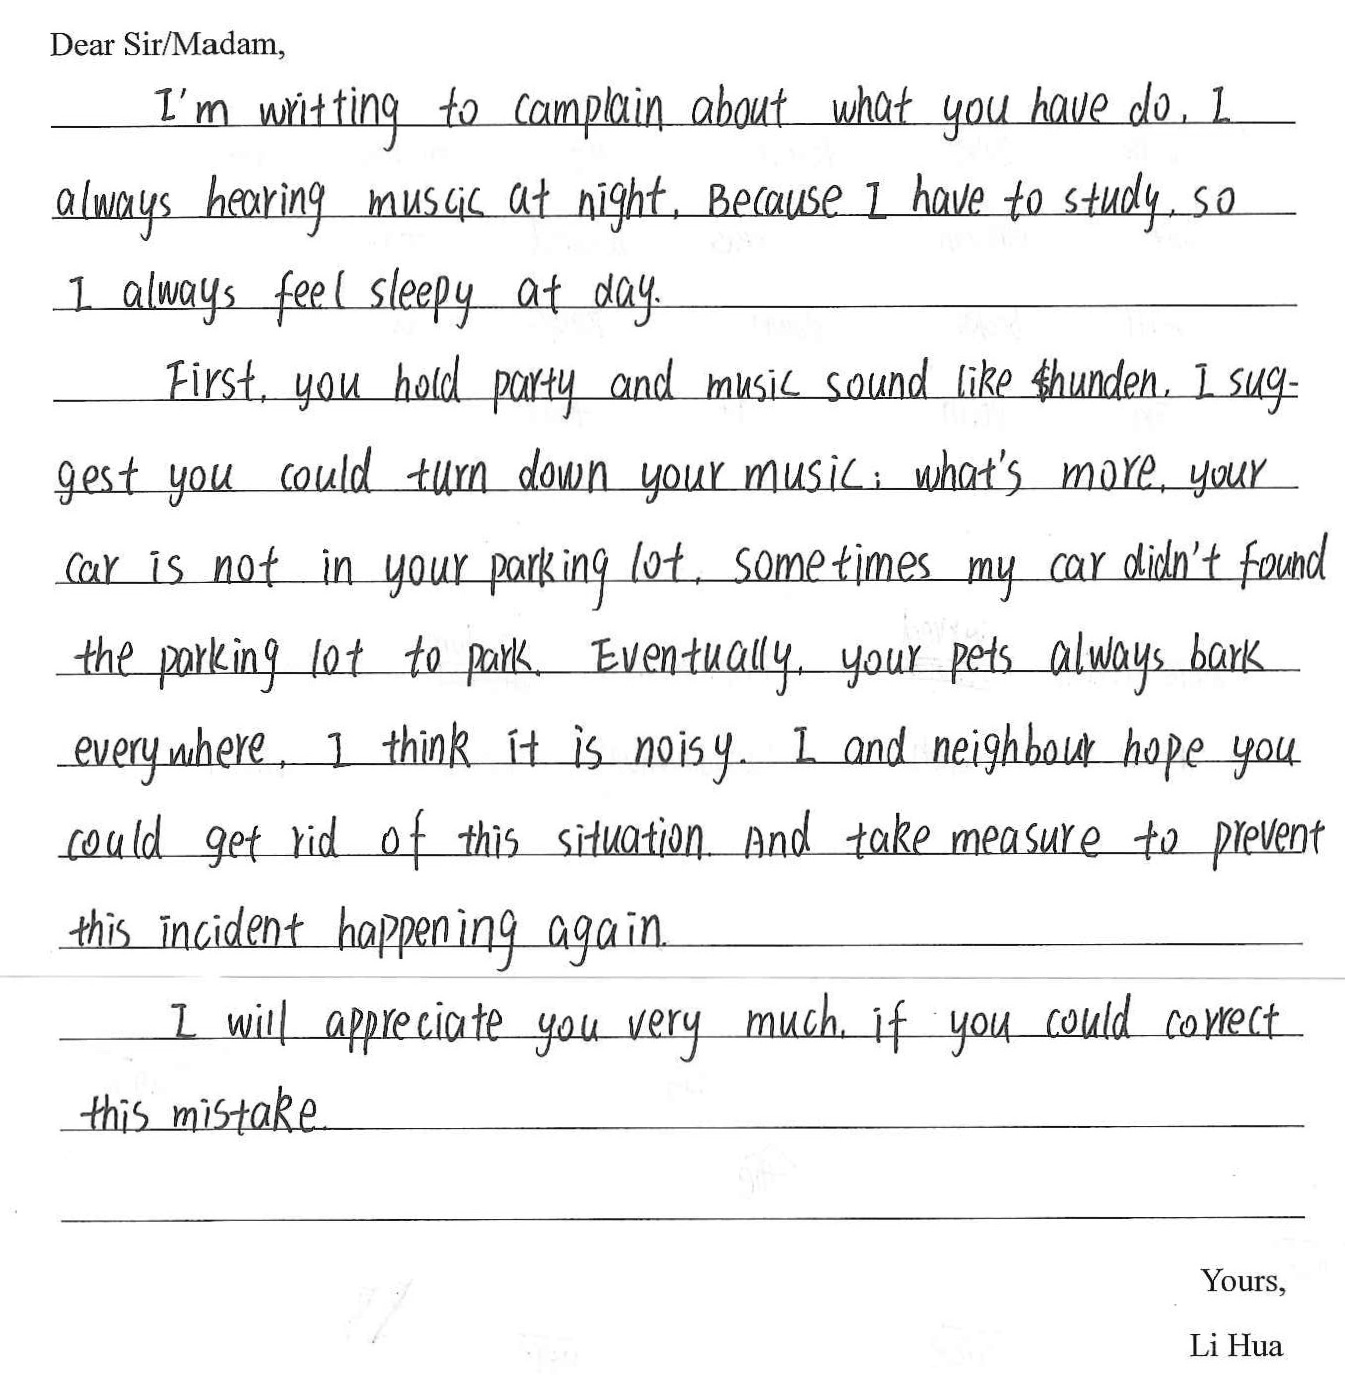 Dear Sir/Madam,
I'm writting to camplain about what you have do. I
always hearing muscic at night. Because I have to study, so
I always feel sleepy at day.
First, you hold party and music sound like thunden. I sug-
gest you could turn down your music; what's more, your
car is not in your parking lot, sometimes my car didn't found
the parking lot to park. Eventually, your pets always bark
everywhere, I think it is noisy. I and neighbour hope you
could get rid of this situation. And take measure to prevent
this incident happening again.
I will appreciate you very much, if you could correct
this mistake.
Yours,
Li Hua